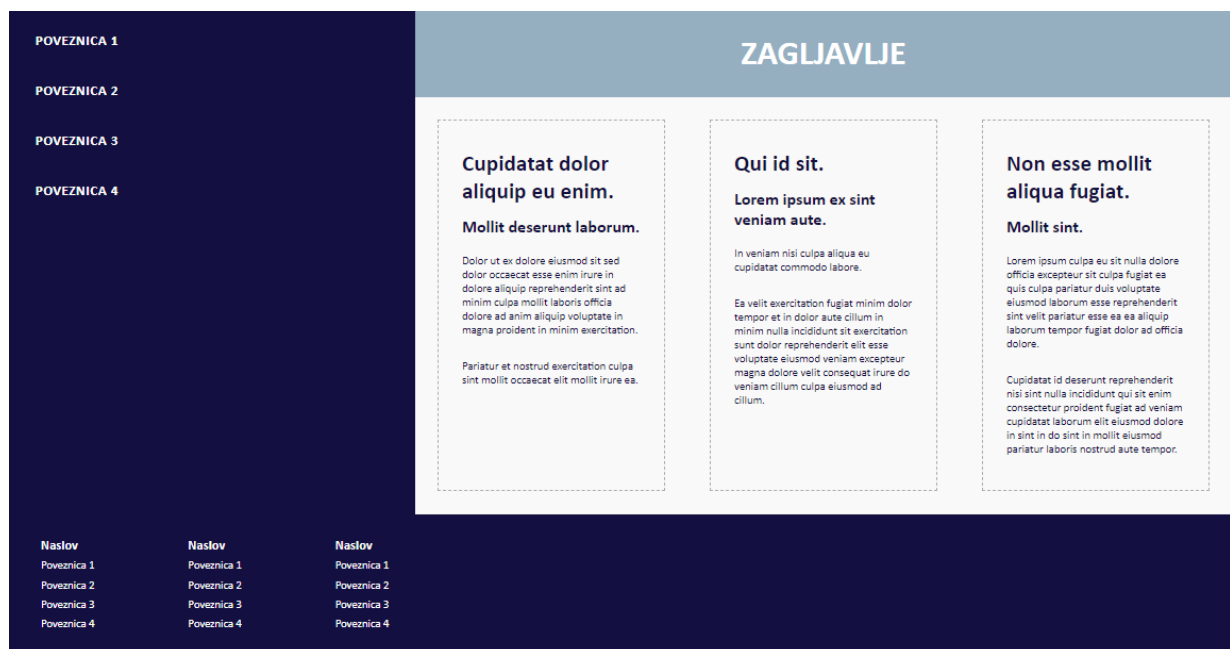 POVEZNICA 1
POVEZNICA 2
POVEZNICA 3
POVEZNICA 4
ZAGLJAVLJE
Cupidatat dolor
aliquip eu enim.
Mollit deserunt laborum.
Dolor ut ex dolore eiusmod sit sed
dolor occaecat esse enim irure in
dolore aliquip reprehenderit sint ad
minim culpa mollit laboris officia
dolore ad anim aliquip voluptate in
magna proident in minim exercitation.
Pariatur et nostrud exercitation culpa
sint mollit occaecat elit mollit irure ea.
Qui id sit.
Lorem ipsum ex sint
veniam aute.
In veniam nisi culpa aliqua eu
cupidatat commodo labore.
Ea velit exercitation fugiat minim dolor
tempor et in dolor aute cillum in
minim nulla incididunt sit exercitation
sunt dolor reprehenderit elit esse
voluptate eiusmod veniam excepteur
magna dolore velit consequat irure do
veniam cillum culpa eiusmod ad
cillum.
Non esse mollit
aliqua fugiat.
Mollit sint.
Lorem ipsum culpa eu sit nulla dolore
officia excepteur sit culpa fugiat ea
quis culpa pariatur duis voluptate
eiusmod laborum esse reprehenderit
sint velit pariatur esse ea ea aliquip
laborum tempor fugiat dolor ad officia
dolore.
Cupidatat id deserunt reprehenderit
nisi sint nulla incididunt qui sit enim
consectetur proident fugiat ad veniam
cupidatat laborum elit eiusmod dolore
in sint in do sint in mollit eiusmod
pariatur laboris nostrud aute tempor.
Naslov
Poveznica 1
Poveznica 2
Poveznica 3
Poveznica 4
Naslov
Poveznica 1
Poveznica 2
Poveznica 3
Poveznica 4
Naslov
Poveznica 1
Poveznica 2
Poveznica 3
Poveznica 4